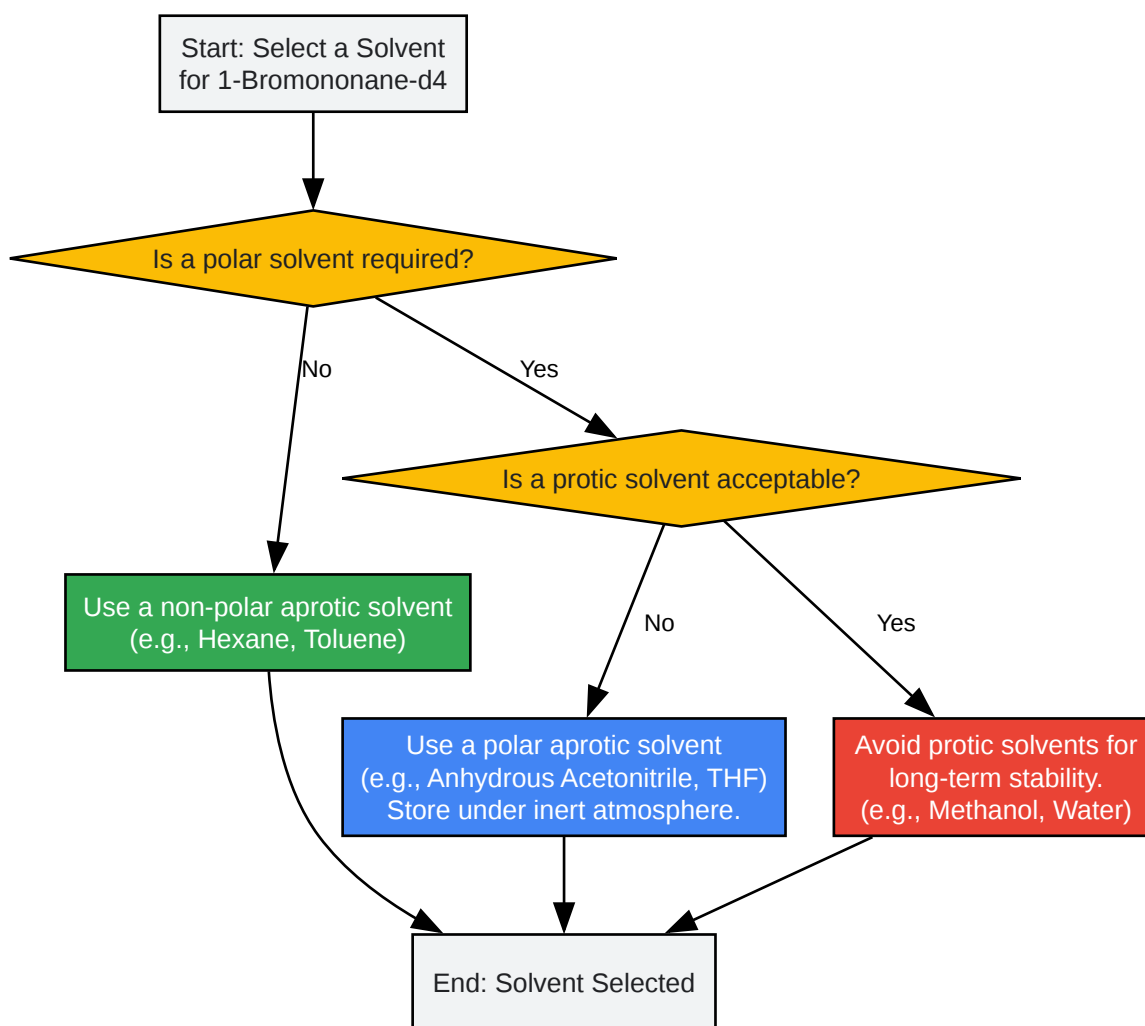 Start: Select a Solvent
for 1-Bromononane-d4
Is a polar solvent required?
No
Yes
Is a protic solvent acceptable?
Use a non-polar aprotic solvent
(e.g., Hexane, Toluene)
No
Yes
Use a polar aprotic solvent
(e.g., Anhydrous Acetonitrile, THF)
Store under inert atmosphere.
Avoid protic solvents for
long-term stability.
(e.g., Methanol, Water)
End: Solvent Selected